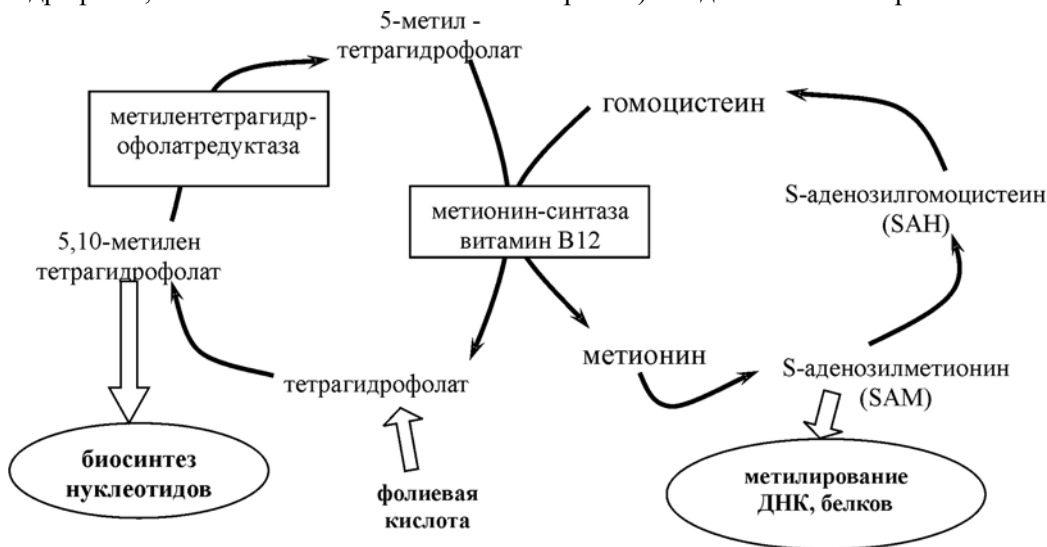 5-метил -
тетрагидрофолат
метилентетрагидр-
офолатредуктаза
гомоцистеин
метионин-синтаза
витамин В12
S-аденозилгомоцистеин
(SAH)
5,10-метилен
тетрагидрофолат
метионин
S-аденозилметионин
(SAM)
тетрагидрофолат
биосинтез
нуклеотидов
фолиевая
кислота
метилирование
ДНК, белков